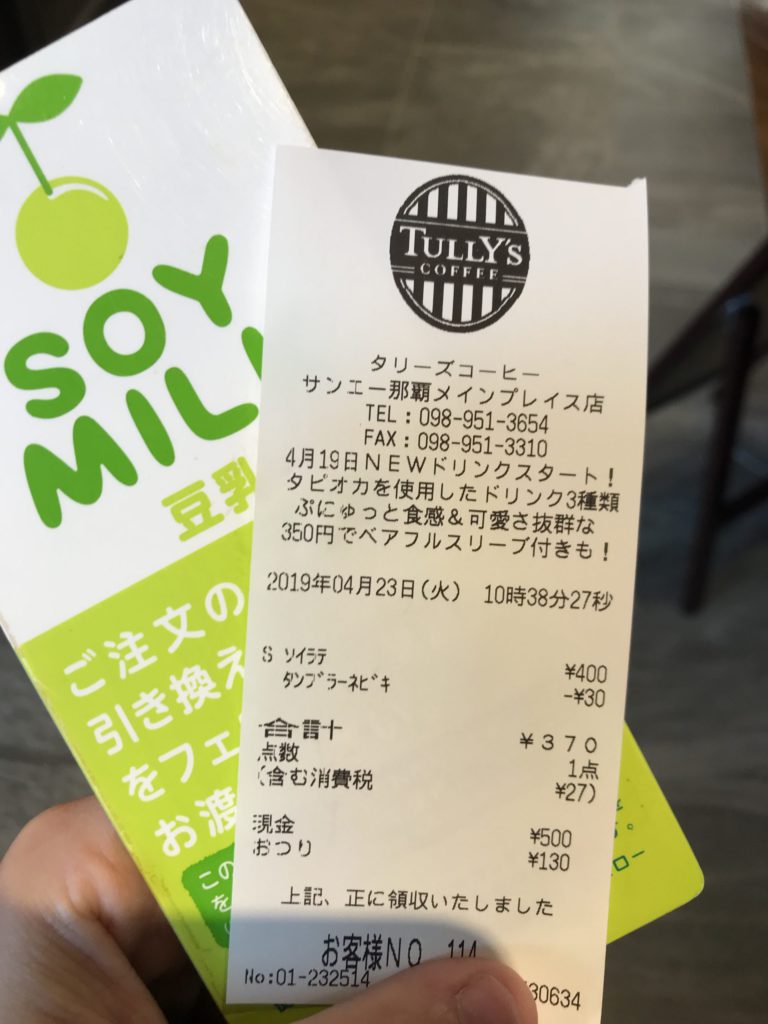 SOY
豆乳
ご注文の
引き換え
をフェ
お渡
この
を
TULLY'S
COFFEE
タリーズコーヒー
サンエー那覇メインプレイス店
TEL:098-951-3654
FAX:098-951-3310
4月19日NEWドリンクスタート!
タピオカを使用したドリンク3種類
ぷにゅっと食感&可愛さ抜群な
350円でベアフルスリーブ付きも!
2019年04月23日(火) 10時38分27秒
S ソイラテ ¥400
タンブラーネビキ -¥30
合計 ¥370
点数 1点
(含む消費税 ¥27)
現金 ¥500
おつり ¥130
上記、正に領収いたしました
お客様NO 114
No:01-232514 30634